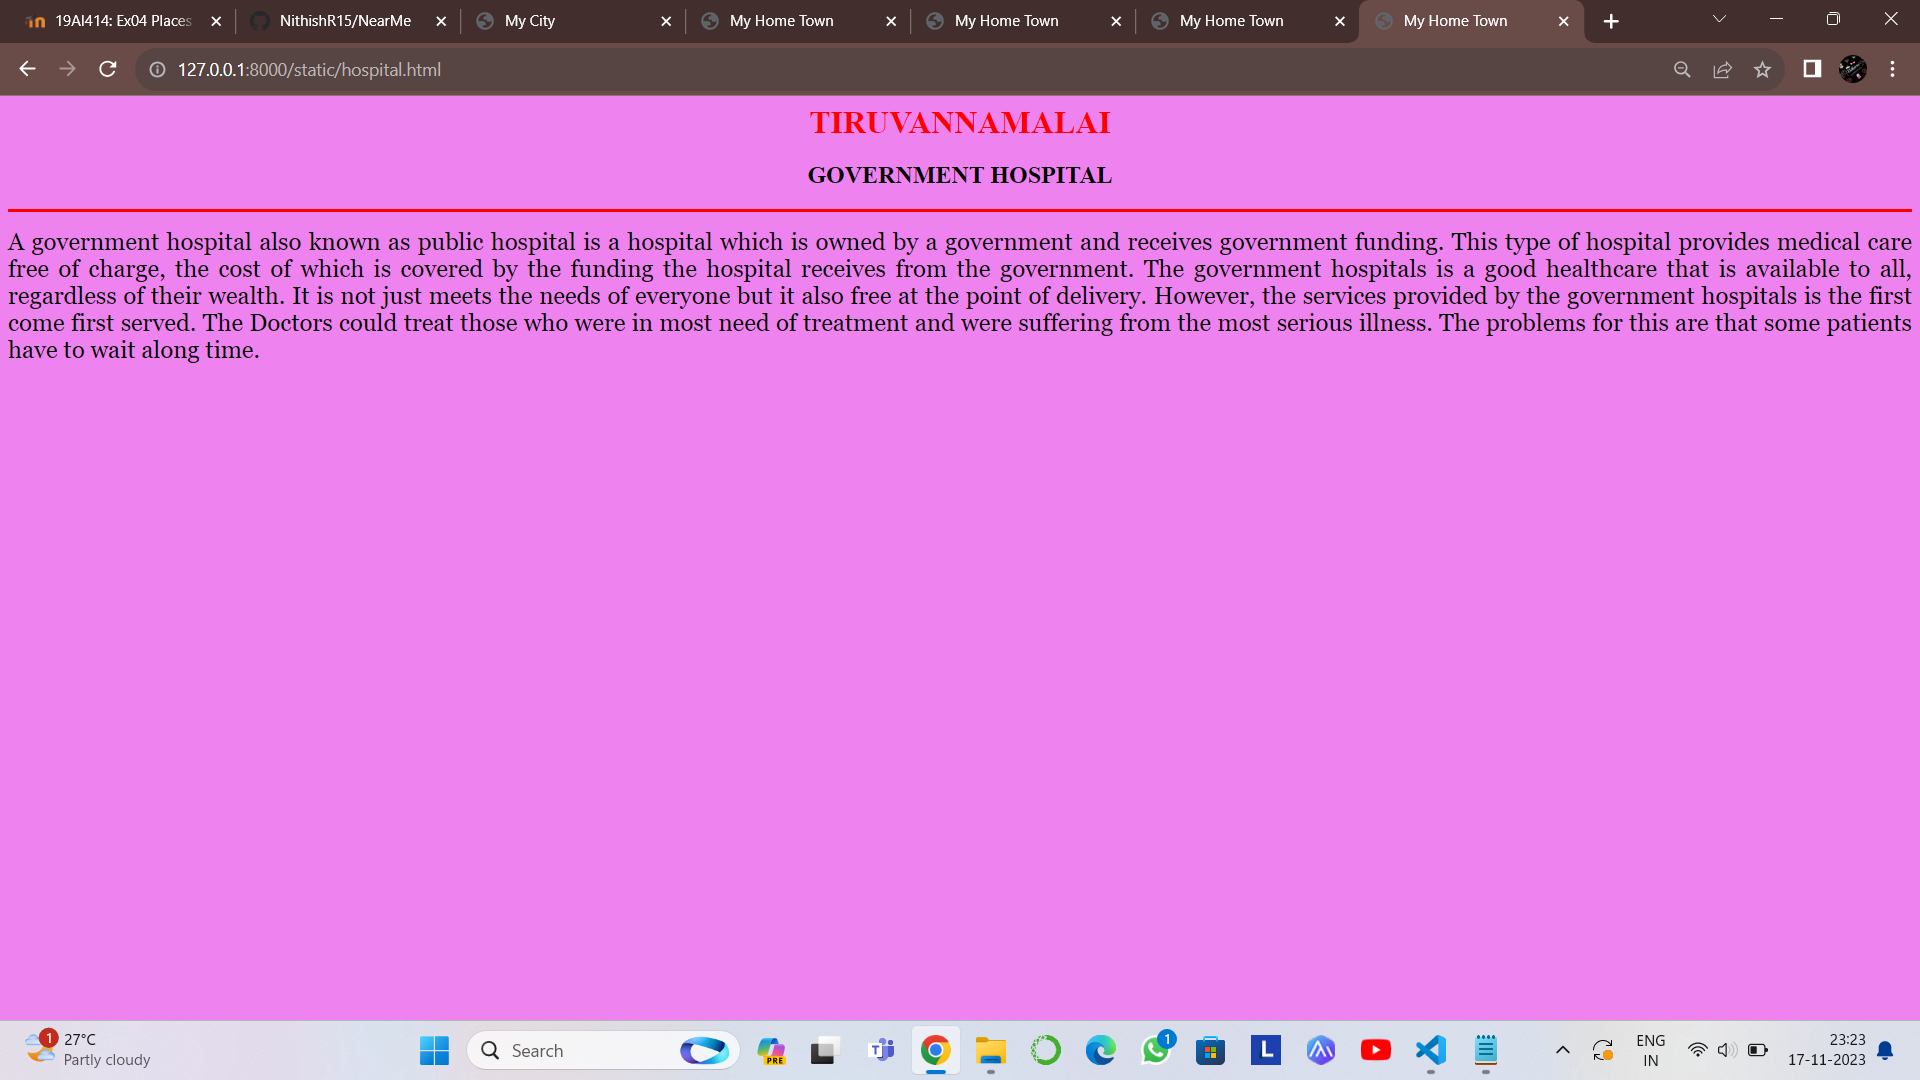 19AI414: Ex04 Places
NithishR15/NearMe
My City
My Home Town
My Home Town
My Home Town
My Home Town
127.0.0.1:8000/static/hospital.html
TIRUVANNAMALAI
GOVERNMENT HOSPITAL
A government hospital also known as public hospital is a hospital which is owned by a government and receives government funding. This type of hospital provides medical care
free of charge, the cost of which is covered by the funding the hospital receives from the government. The government hospitals is a good healthcare that is available to all,
regardless of their wealth. It is not just meets the needs of everyone but it also free at the point of delivery. However, the services provided by the government hospitals is the first
come first served. The Doctors could treat those who were in most need of treatment and were suffering from the most serious illness. The problems for this are that some patients
have to wait along time.
1
27°C
Partly cloudy
Search
PRE
1
L
ENG
IN
23:23
17-11-2023